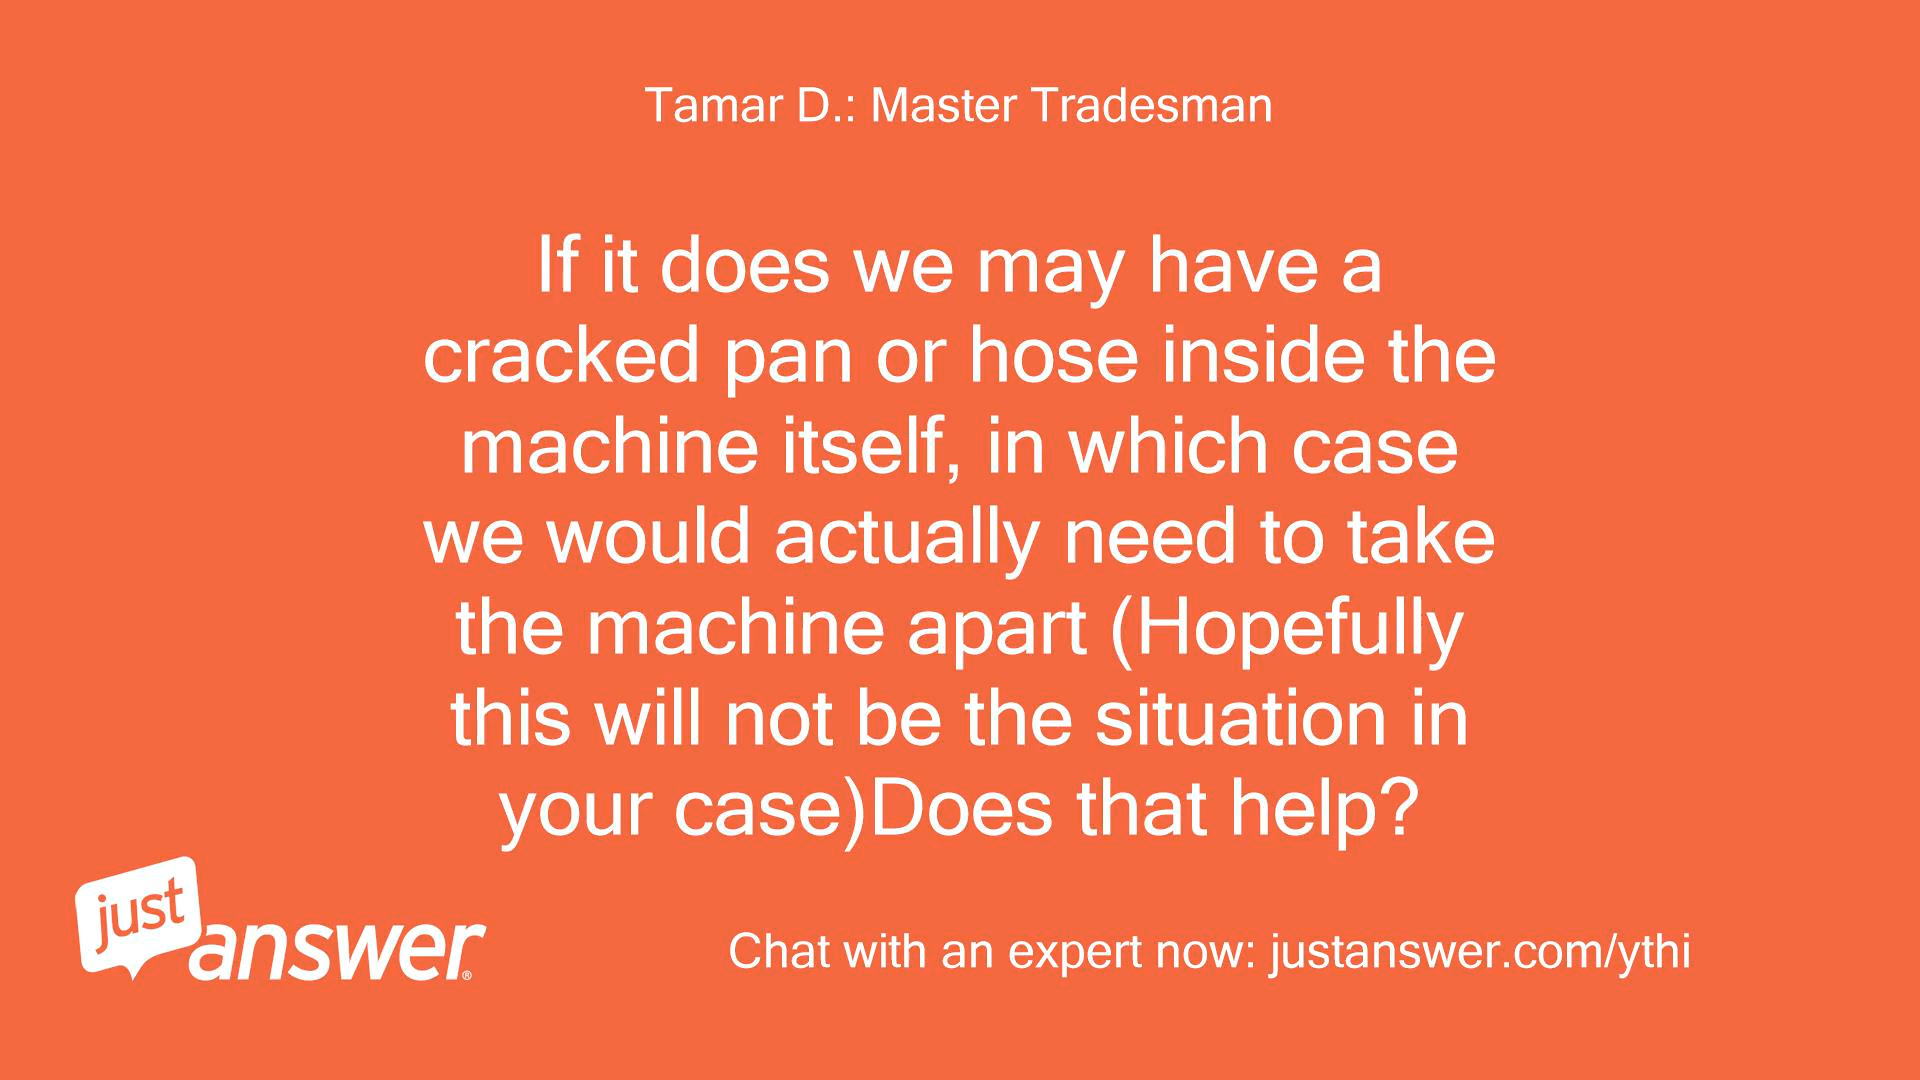 Tamar D.: Master Tradesman
If it does we may have a
cracked pan or hose inside the
machine itself, in which case
we would actually need to take
the machine apart (Hopefully
this will not be the situation in
your case)Does that help?
just
answer®
Chat with an expert now: justanswer.com/ythi